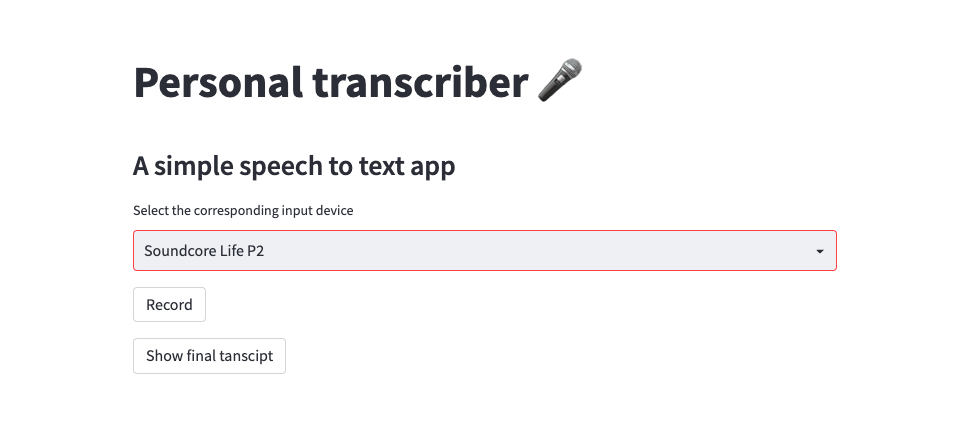 Personal transcriber 🎤
A simple speech to text app
Select the corresponding input device
Soundcore Life P2
Record
Show final tanscipt